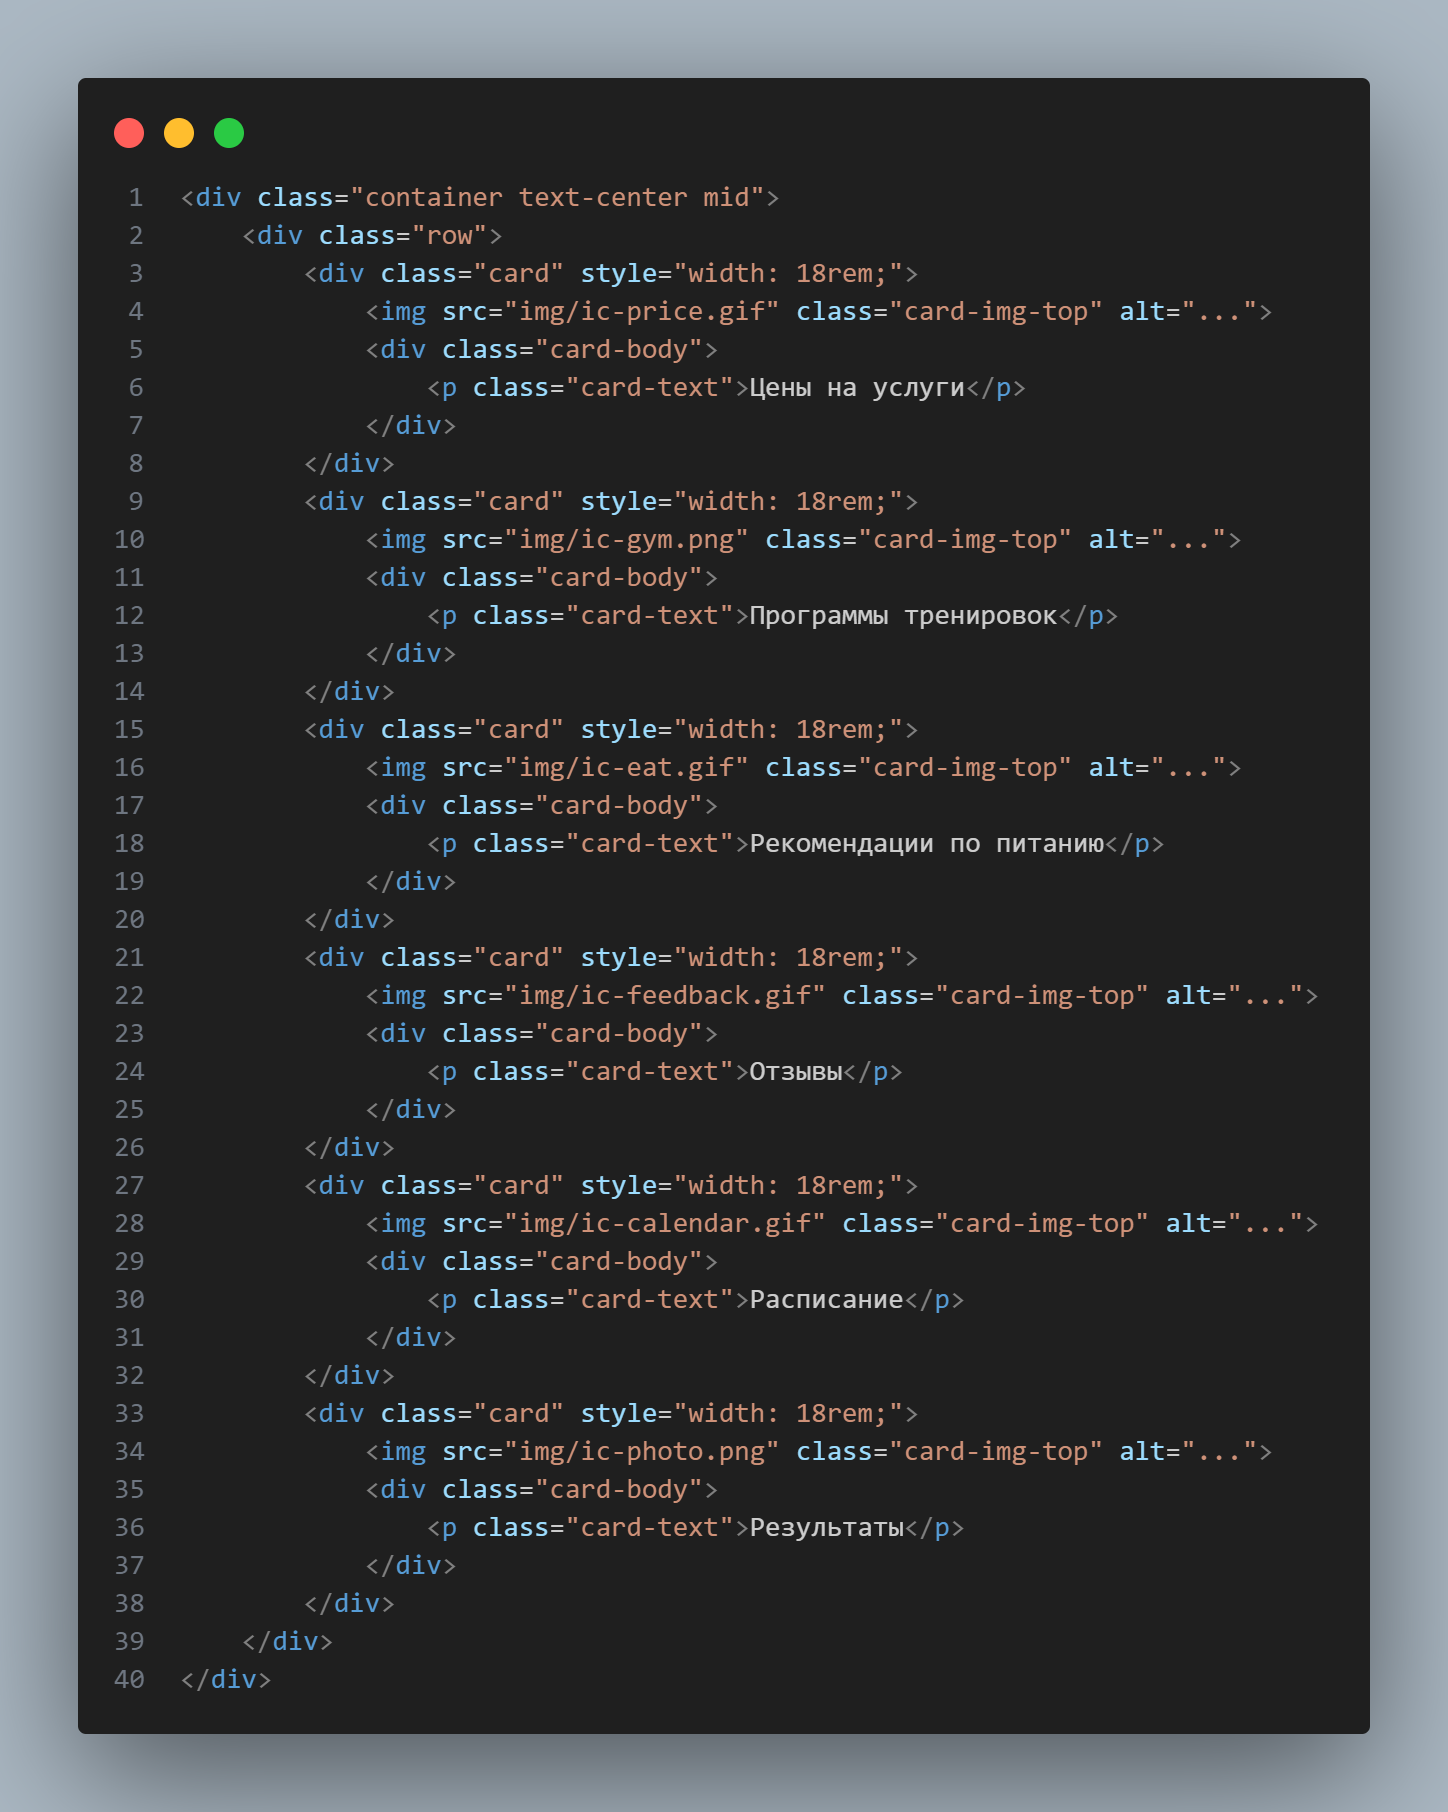 1 <div class="container text-center mid">
2     <div class="row">
3         <div class="card" style="width: 18rem;">
4             <img src="img/ic-price.gif" class="card-img-top" alt="...">
5             <div class="card-body">
6                 <p class="card-text">Цены на услуги</p>
7             </div>
8         </div>
9         <div class="card" style="width: 18rem;">
10             <img src="img/ic-gym.png" class="card-img-top" alt="...">
11             <div class="card-body">
12                 <p class="card-text">Программы тренировок</p>
13             </div>
14         </div>
15         <div class="card" style="width: 18rem;">
16             <img src="img/ic-eat.gif" class="card-img-top" alt="...">
17             <div class="card-body">
18                 <p class="card-text">Рекомендации по питанию</p>
19             </div>
20         </div>
21         <div class="card" style="width: 18rem;">
22             <img src="img/ic-feedback.gif" class="card-img-top" alt="...">
23             <div class="card-body">
24                 <p class="card-text">Отзывы</p>
25             </div>
26         </div>
27         <div class="card" style="width: 18rem;">
28             <img src="img/ic-calendar.gif" class="card-img-top" alt="...">
29             <div class="card-body">
30                 <p class="card-text">Расписание</p>
31             </div>
32         </div>
33         <div class="card" style="width: 18rem;">
34             <img src="img/ic-photo.png" class="card-img-top" alt="...">
35             <div class="card-body">
36                 <p class="card-text">Результаты</p>
37             </div>
38         </div>
39     </div>
40 </div>